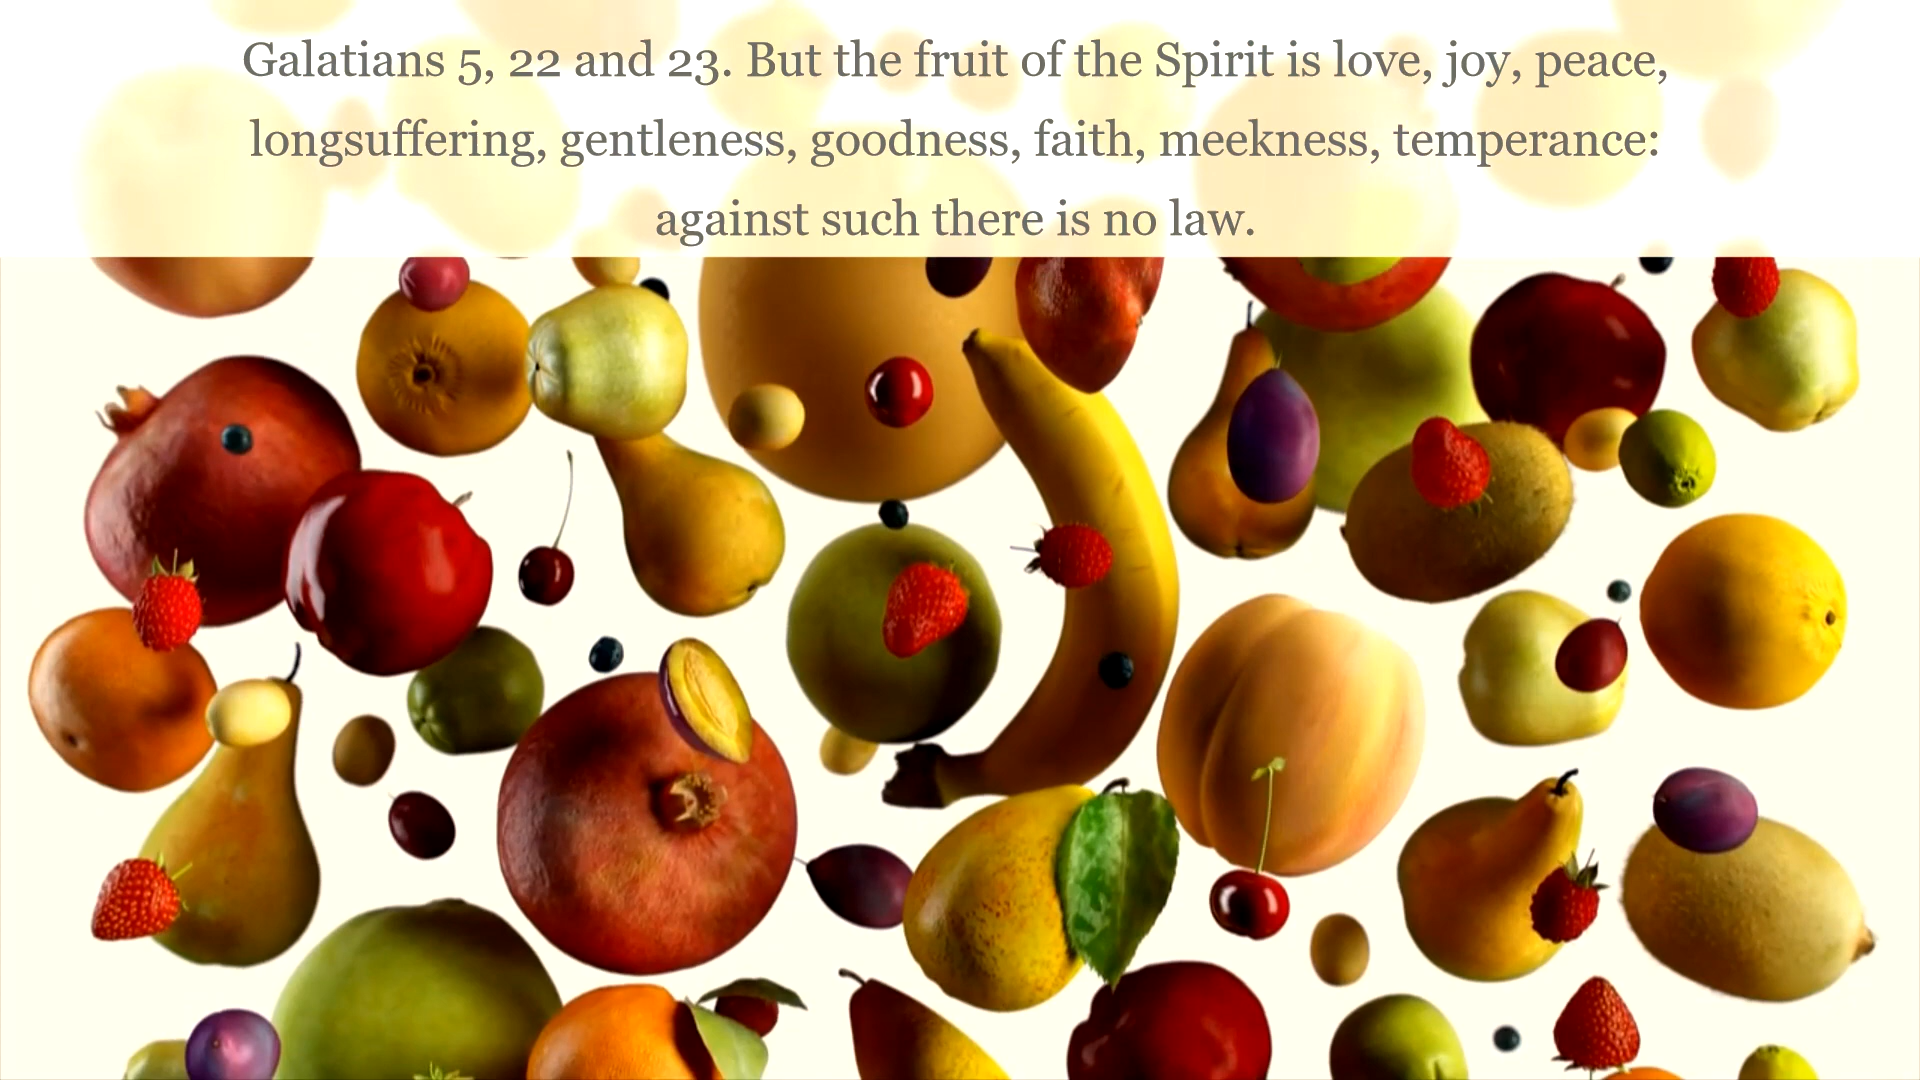 Galatians 5, 22 and 23. But the fruit of the Spirit is love, joy, peace,
longsuffering, gentleness, goodness, faith, meekness, temperance:
against such there is no law.